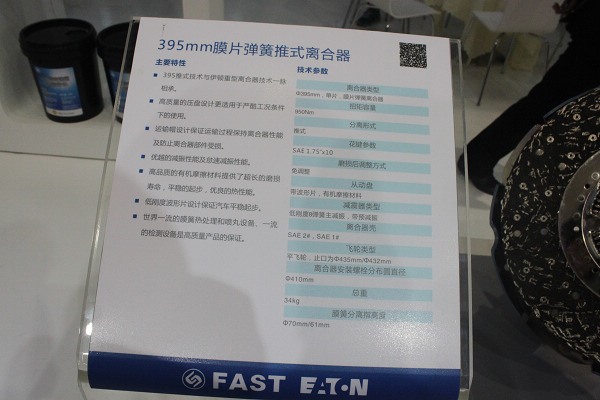 395mm膜片弹簧推式离合器
主要特性
395推式技术与伊顿重型离合器技术一脉
相承。
高质量的压盘设计更适用于严酷工况条件
下的使用。
运输帽设计保证运输过程保持离合器性能
及防止离合器部件受损。
优越的减振性能及怠速减振性能。
高品质的有机摩擦材料提供了超长的磨损
寿命，平稳的起步，优良的热性能。
低刚度波形片设计保证汽车平稳起步。
世界一流的膜簧热处理和喷丸设备、一流
的检测设备是高质量产品的保证。
技术参数
离合器类型
Φ395mm，单片，膜片弹簧离合器
扭矩容量
960Nm
分离形式
推式
花键参数
SAE 1.75"x10
磨损后调整方式
免调整
从动盘
带波形片，有机摩擦材料
减震器类型
低刚度8弹簧主减振，带预减振
离合器壳
SAE 2#，SAE 1#
飞轮类型
平飞轮，止口为Φ435mm/Φ432mm
离合器安装螺栓分布圆直径
Φ410mm
总重
34kg
膜簧分离指高度
Φ70mm/61mm
FAST EATON